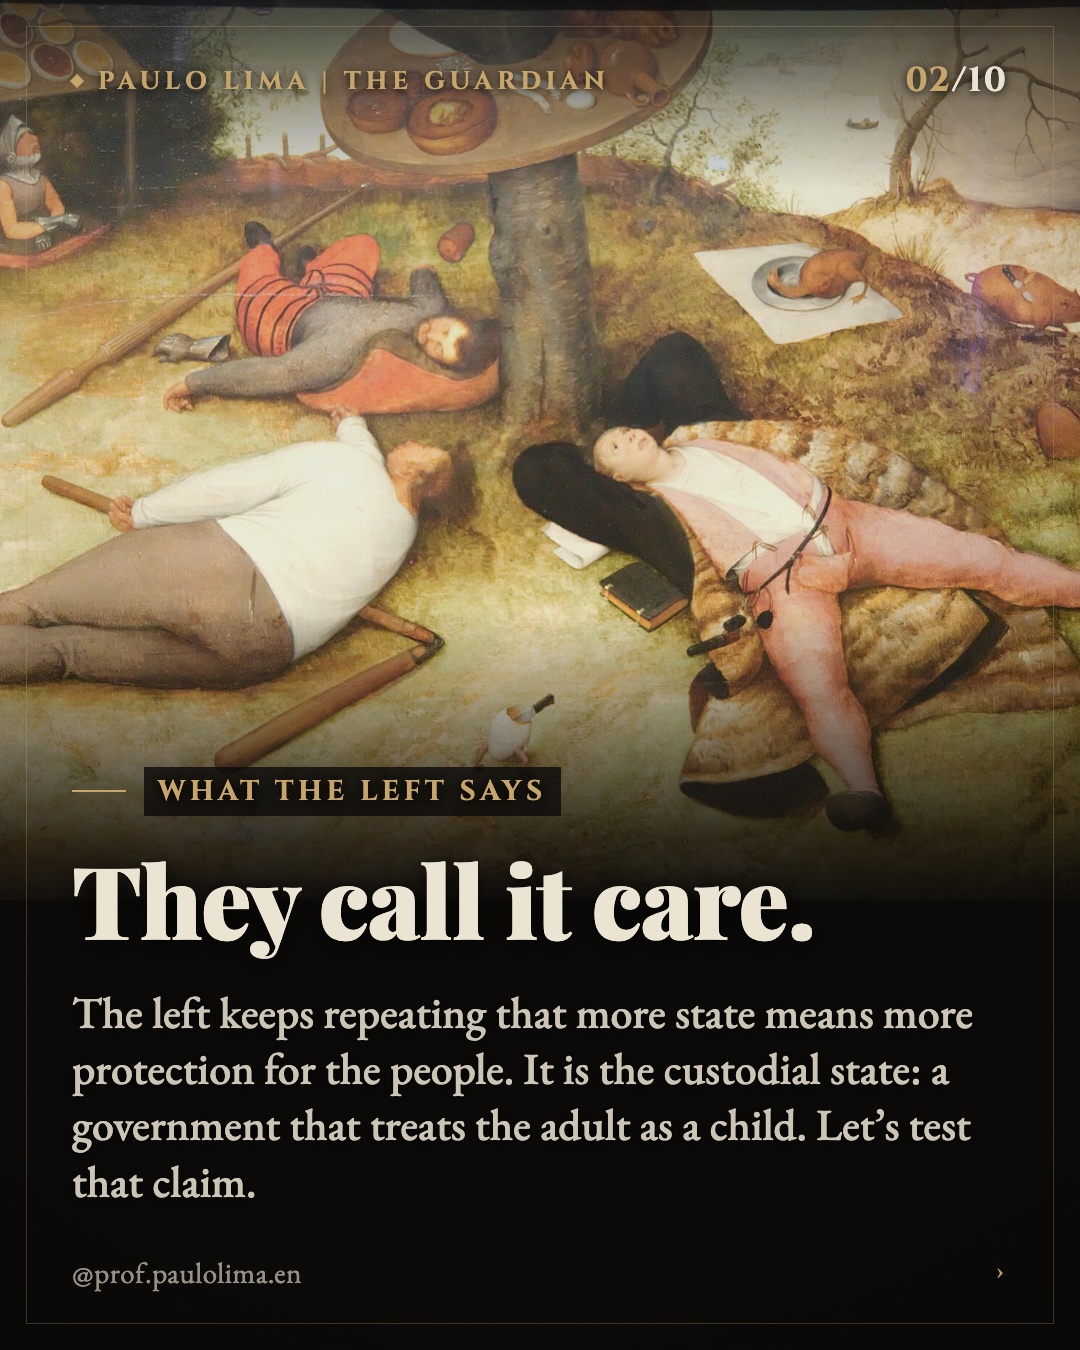 ◆ PAULO LIMA | THE GUARDIAN
02/10
WHAT THE LEFT SAYS
They call it care.
The left keeps repeating that more state means more
protection for the people. It is the custodial state: a
government that treats the adult as a child. Let’s test
that claim.
@prof.paulolima.en
›